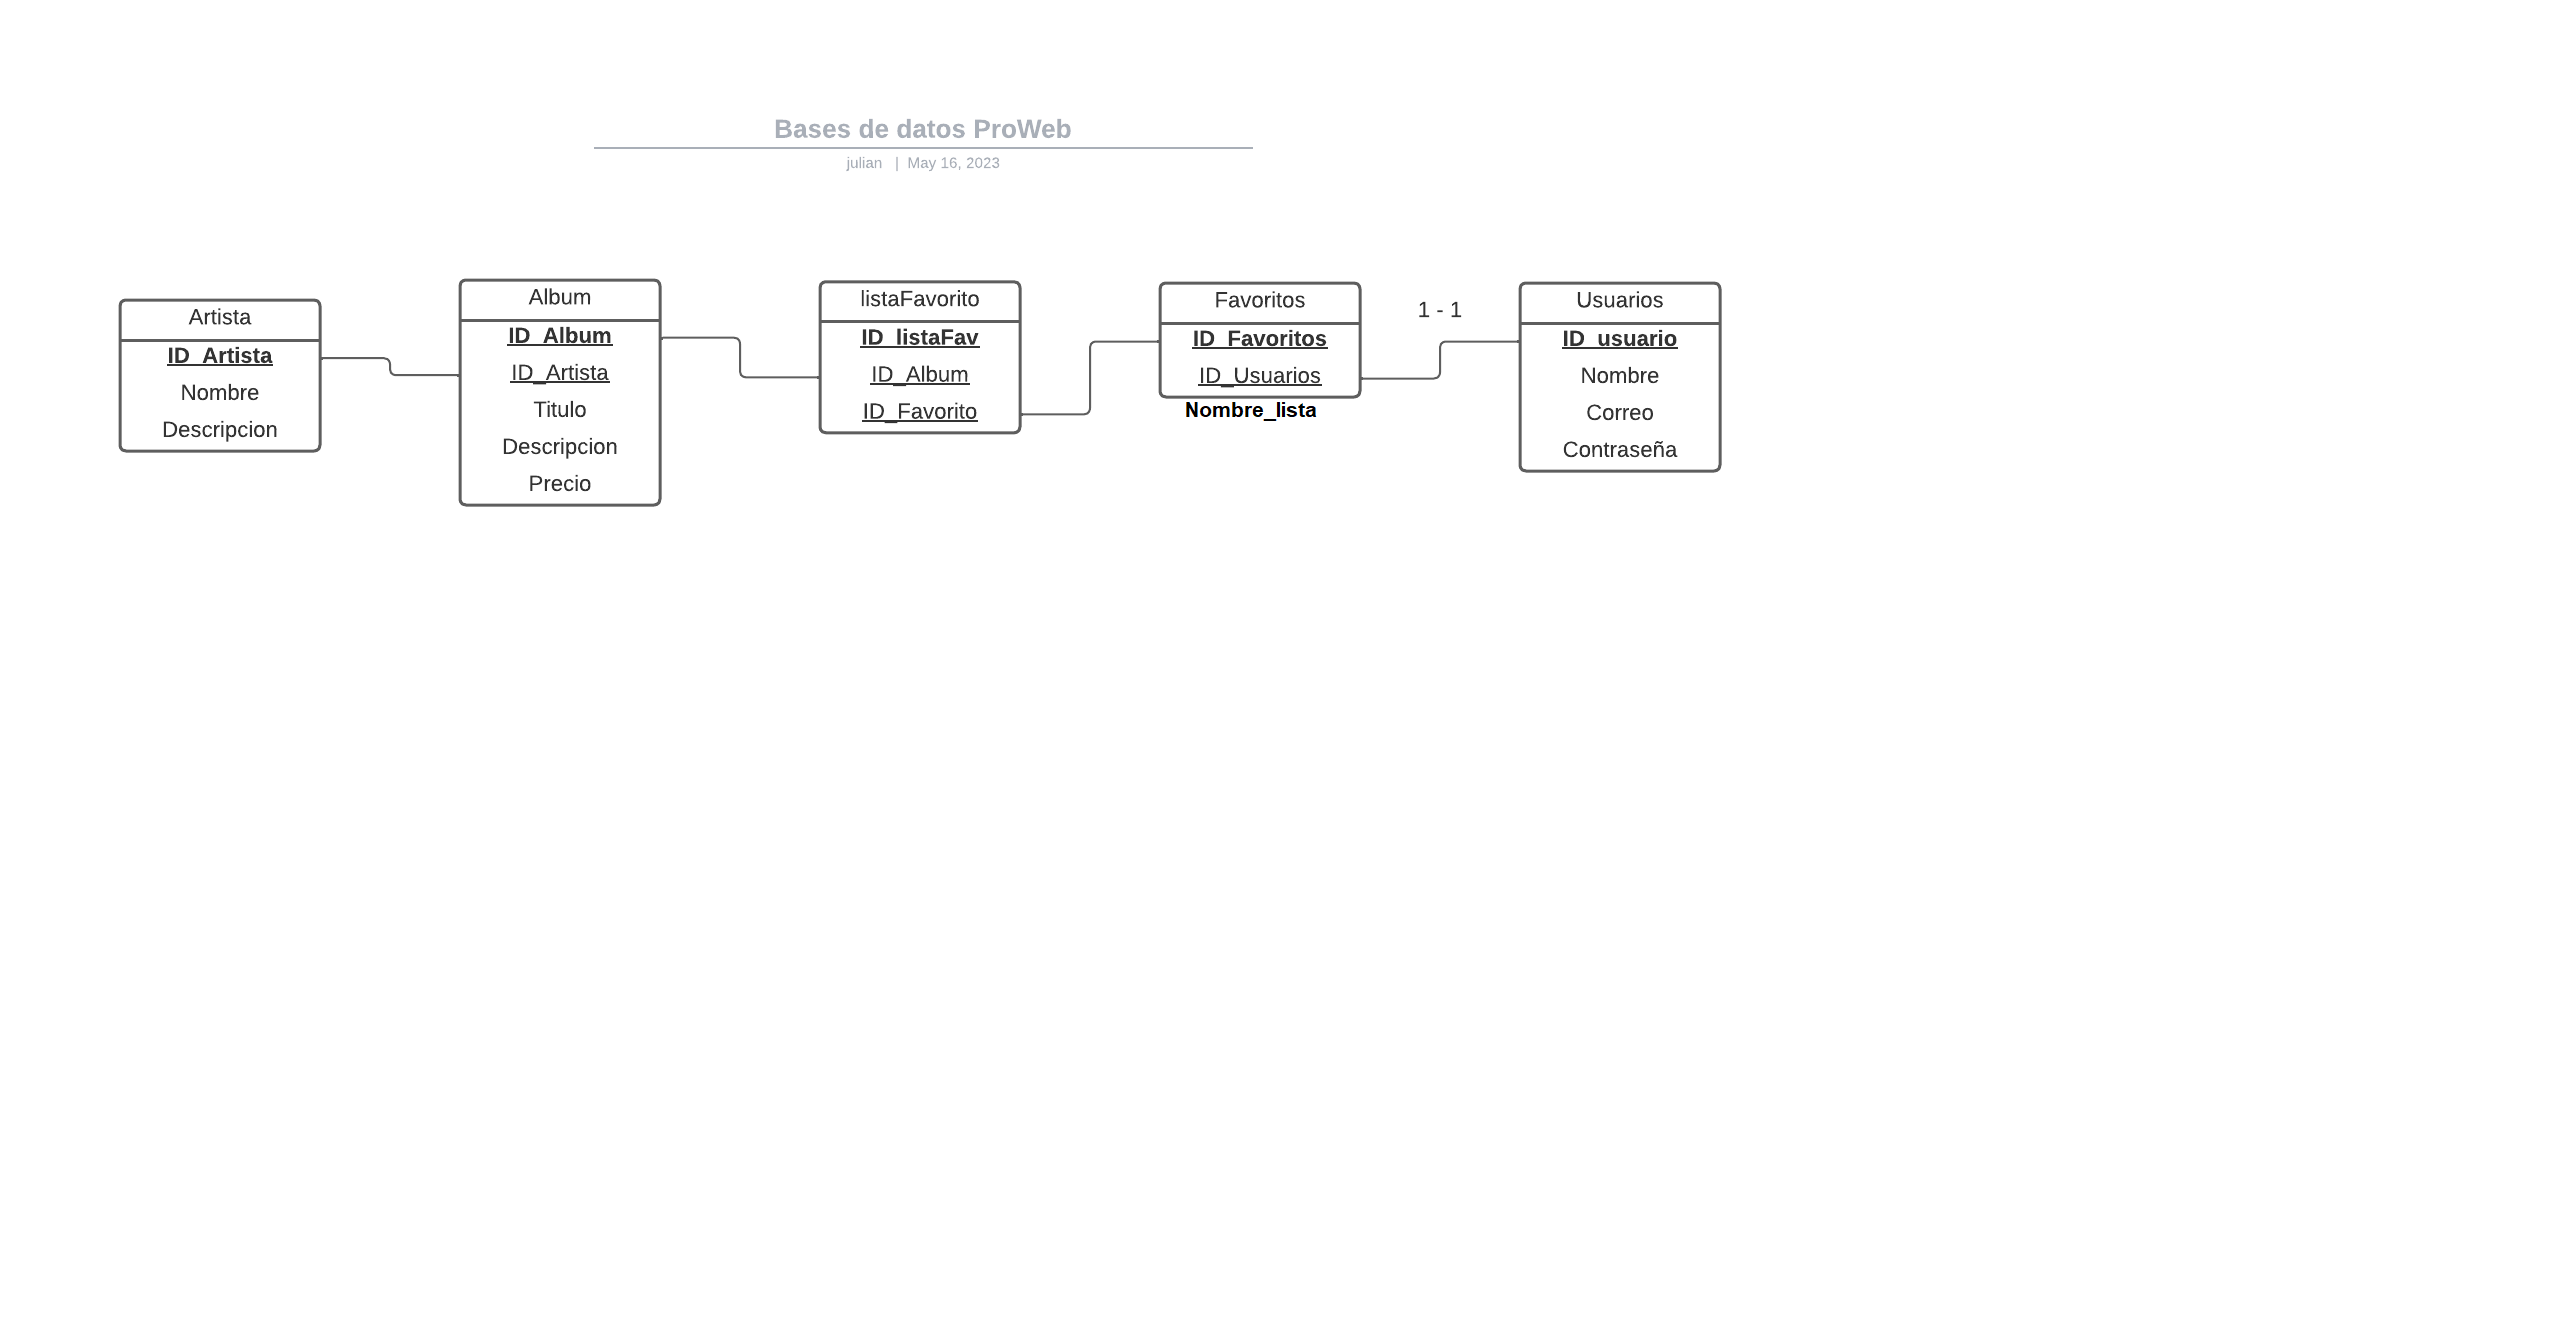 Bases de datos ProWeb
julian | May 16, 2023
Artista
ID_Artista
Nombre
Descripcion
Album
ID_Album
ID_Artista
Titulo
Descripcion
Precio
listaFavorito
ID_listaFav
ID_Album
ID_Favorito
Favoritos
ID_Favoritos
ID_Usuarios
Nombre_lista
1 - 1
Usuarios
ID_usuario
Nombre
Correo
Contraseña